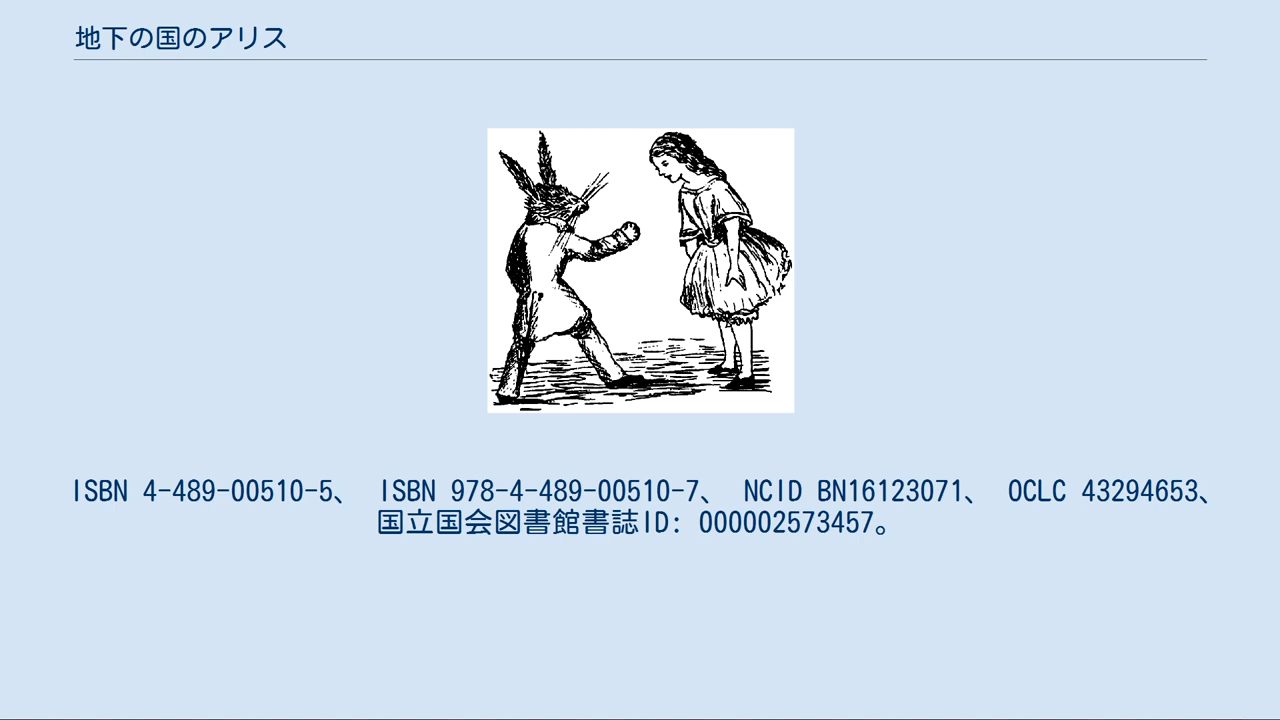 地下の国のアリス
ISBN 4-489-00510-5、 ISBN 978-4-489-00510-7、 NCID BN16123071、 OCLC 43294653、
国立国会図書館書誌ID: 000002573457。